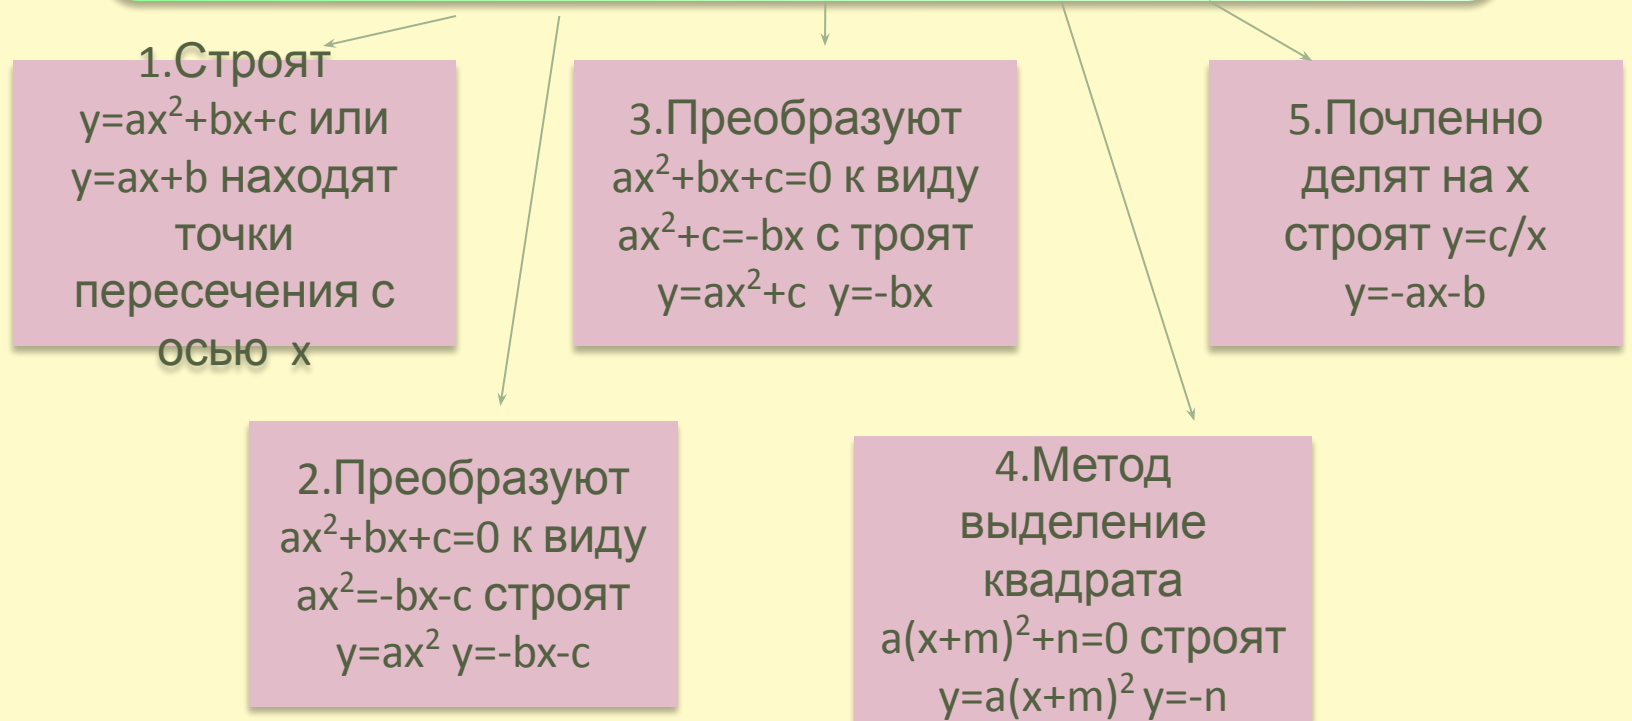 1.Строят
y=ax²+bx+c или
y=ax+b находят
точки
пересечения с
осью x
3.Преобразуют
ax²+bx+c=0 к виду
ax²+c=-bx с троят
y=ax²+c y=-bx
5.Почленно
делят на x
строят y=c/x
y=-ax-b
2.Преобразуют
ax²+bx+c=0 к виду
ax²=-bx-c строят
y=ax² y=-bx-c
4.Метод
выделение
квадрата
a(x+m)²+n=0 строят
y=a(x+m)² y=-n